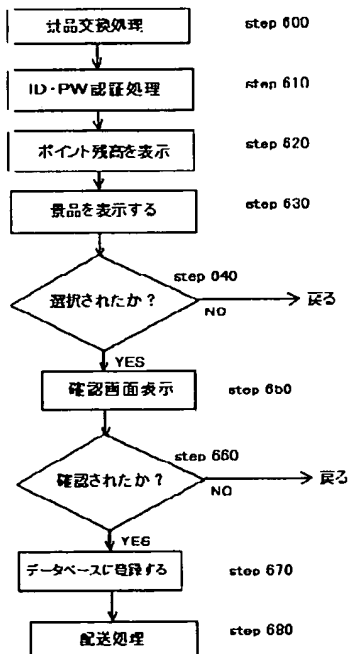 景品交換処理 step 600
ID・PW認証処理 step 610
ポイント残高を表示 step 620
景品を表示する step 630
step 640
選択されたか？
NO
戻る
YES
確認画面表示 step 650
step 660
確認されたか？
NO
戻る
YES
データベースに登録する step 670
配送処理 step 680